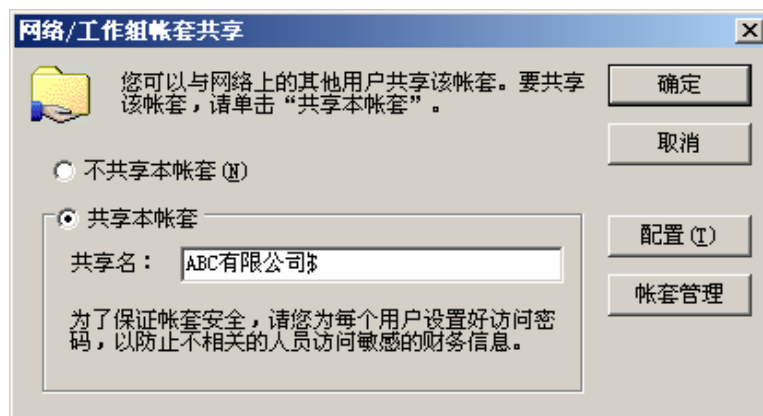 网络/工作组帐套共享
您可以与网络上的其他用户共享该帐套。要共享
该帐套，请单击“共享本帐套”。
确定
取消
不共享本帐套(N)
共享本帐套
共享名：
ABC有限公司$
配置(T)
帐套管理
为了保证帐套安全，请您为每个用户设置好访问密
码，以防止不相关的人员访问敏感的财务信息。